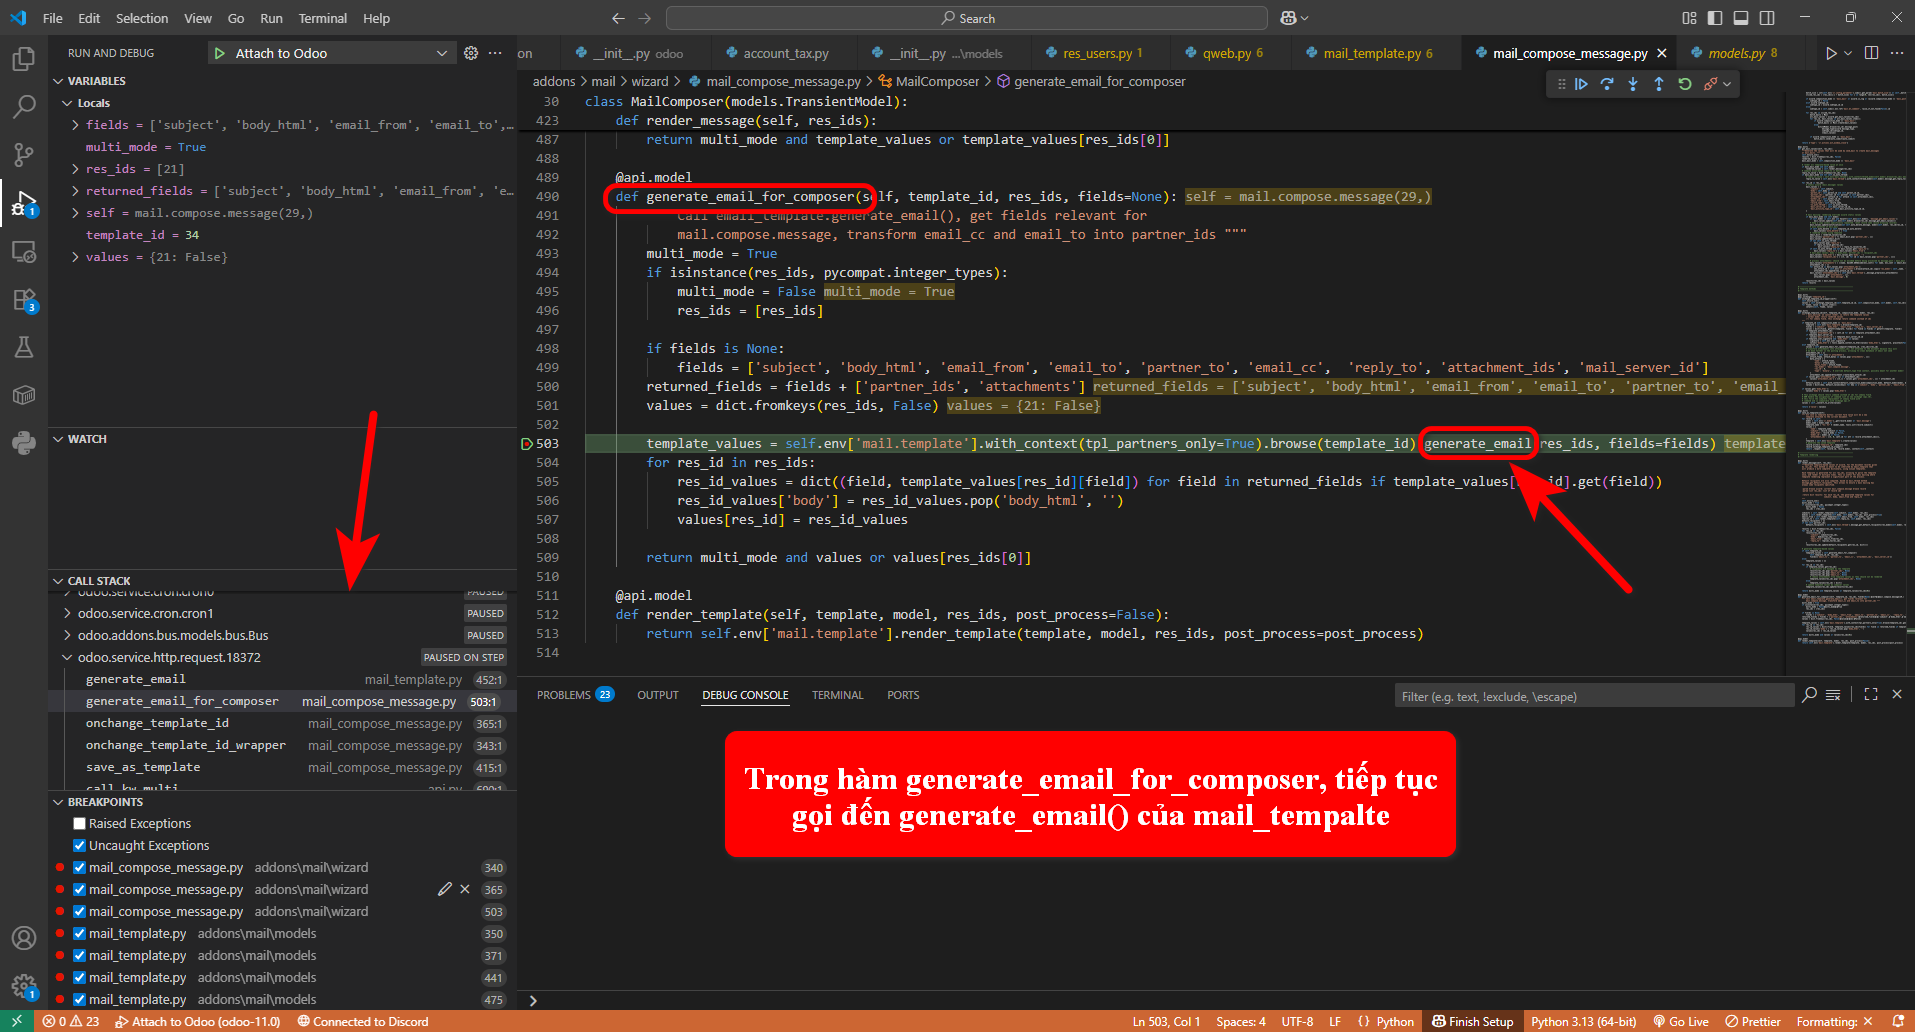 File Edit Selection View Go Run Terminal Help
Search
RUN AND DEBUG Attach to Odoo
on __init__.py odoo account_tax.py __init__.py ...\models res_users.py 1 qweb.py 6 mail_template.py 6 mail_compose_message.py models.py 8
addons > mail > wizard > mail_compose_message.py > MailComposer > generate_email_for_composer
VARIABLES
Locals
fields = ['subject', 'body_html', 'email_from', 'email_to',...
multi_mode = True
res_ids = [21]
returned_fields = ['subject', 'body_html', 'email_from', 'e...
self = mail.compose.message(29,)
template_id = 34
values = {21: False}
WATCH
CALL STACK
odoo.service.cron.cron0 PAUSED
odoo.service.cron.cron1 PAUSED
odoo.addons.bus.models.bus.Bus PAUSED
odoo.service.http.request.18372 PAUSED ON STEP
generate_email mail_template.py 452:1
generate_email_for_composer mail_compose_message.py 503:1
onchange_template_id mail_compose_message.py 365:1
onchange_template_id_wrapper mail_compose_message.py 343:1
save_as_template mail_compose_message.py 415:1
call_kw_multi api.py 690:1
BREAKPOINTS
Raised Exceptions
Uncaught Exceptions
mail_compose_message.py addons\mail\wizard 340
mail_compose_message.py addons\mail\wizard 365
mail_compose_message.py addons\mail\wizard 503
mail_template.py addons\mail\models 350
mail_template.py addons\mail\models 371
mail_template.py addons\mail\models 441
mail_template.py addons\mail\models 475
30 class MailComposer(models.TransientModel):
423 def render_message(self, res_ids):
487 return multi_mode and template_values or template_values[res_ids[0]]
488
489 @api.model
490 def generate_email_for_composer(self, template_id, res_ids, fields=None): self = mail.compose.message(29,)
491 Call email_template.generate_email(), get fields relevant for
492 mail.compose.message, transform email_cc and email_to into partner_ids """
493 multi_mode = True
494 if isinstance(res_ids, pycompat.integer_types):
495 multi_mode = False multi_mode = True
496 res_ids = [res_ids]
497
498 if fields is None:
499 fields = ['subject', 'body_html', 'email_from', 'email_to', 'partner_to', 'email_cc', 'reply_to', 'attachment_ids', 'mail_server_id']
500 returned_fields = fields + ['partner_ids', 'attachments'] returned_fields = ['subject', 'body_html', 'email_from', 'email_to', 'partner_to', 'email_
501 values = dict.fromkeys(res_ids, False) values = {21: False}
502
503 template_values = self.env['mail.template'].with_context(tpl_partners_only=True).browse(template_id) generate_email res_ids, fields=fields) template
504 for res_id in res_ids:
505 res_id_values = dict((field, template_values[res_id][field]) for field in returned_fields if template_values[ id].get(field))
506 res_id_values['body'] = res_id_values.pop('body_html', '')
507 values[res_id] = res_id_values
508
509 return multi_mode and values or values[res_ids[0]]
510
511 @api.model
512 def render_template(self, template, model, res_ids, post_process=False):
513 return self.env['mail.template'].render_template(template, model, res_ids, post_process=post_process)
514
PROBLEMS 23 OUTPUT DEBUG CONSOLE TERMINAL PORTS Filter (e.g. text, !exclude, \escape)
Trong hàm generate_email_for_composer, tiếp tục
gọi đến generate_email() của mail_tempalte
1
3
1
0 23 Attach to Odoo (odoo-11.0) Connected to Discord Ln 503, Col 1 Spaces: 4 UTF-8 LF {} Python Finish Setup Python 3.13 (64-bit) Go Live Prettier Formatting: